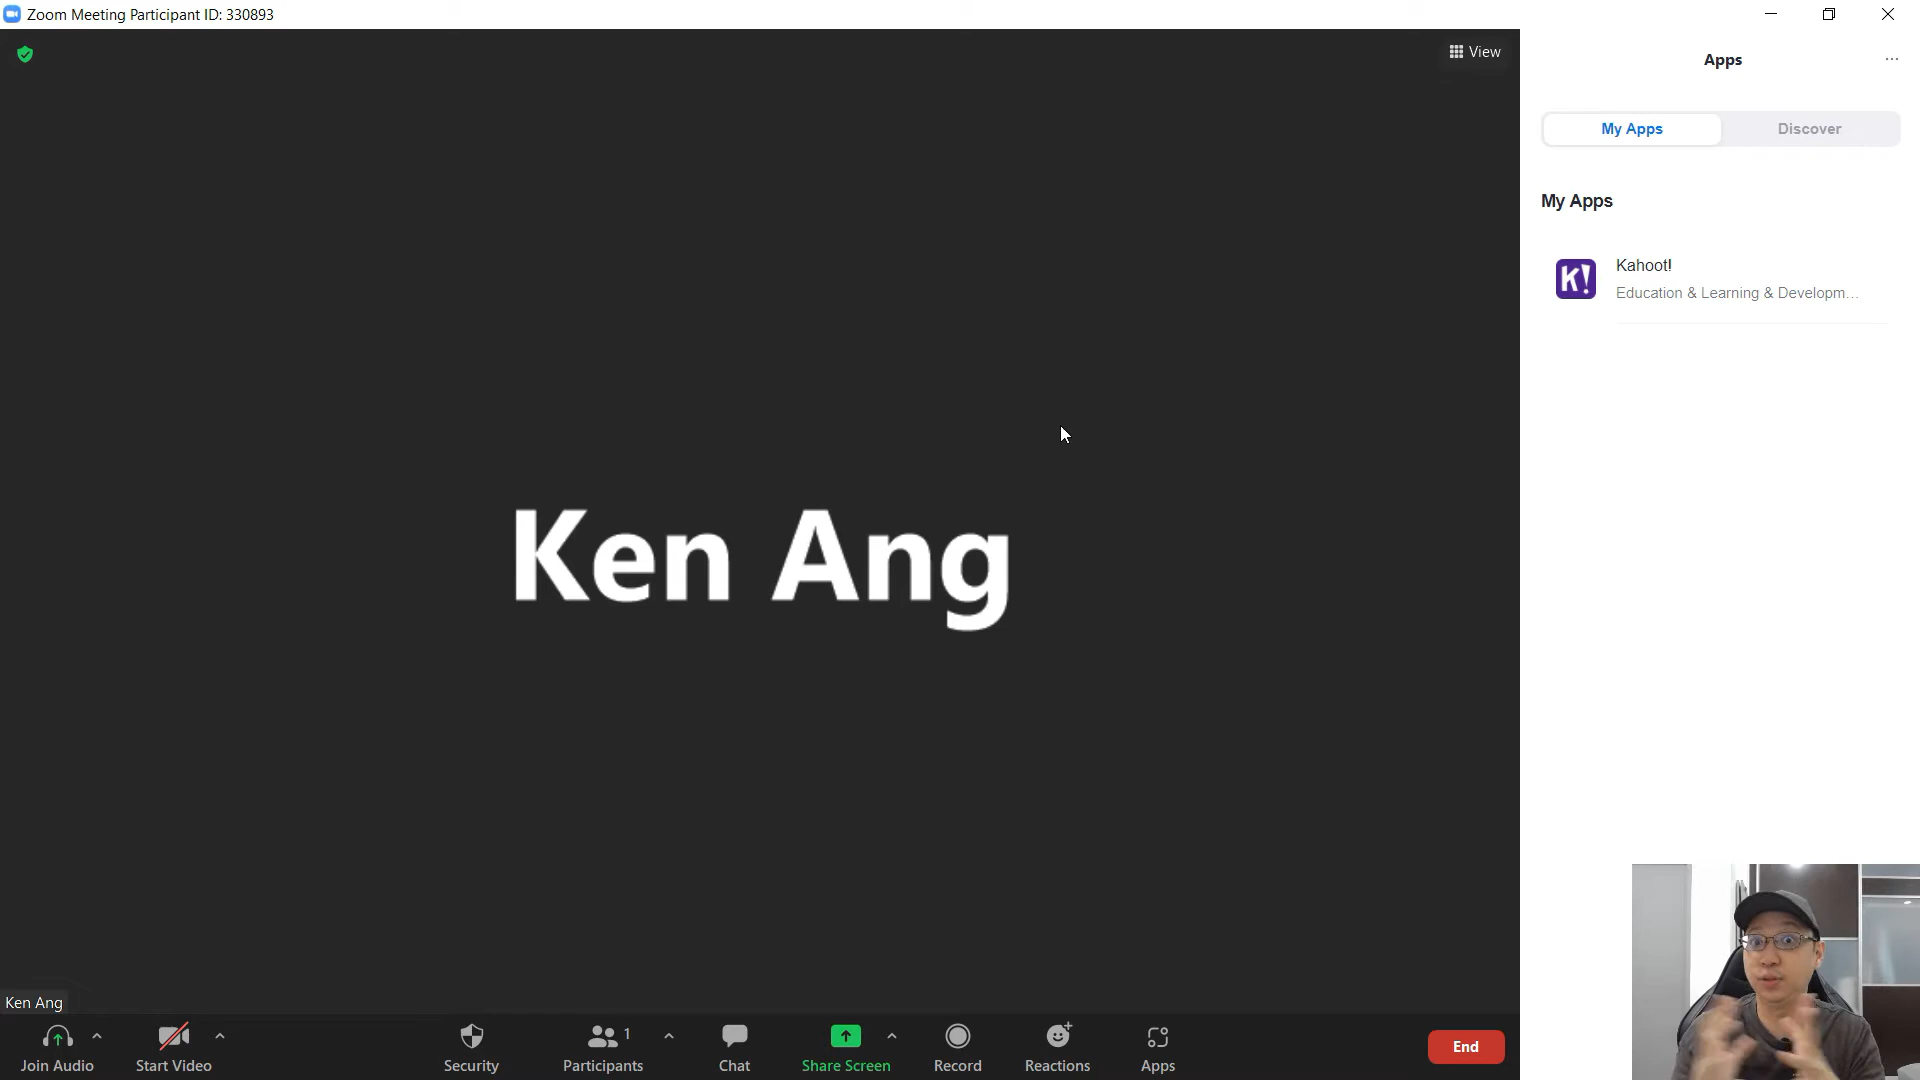 Zoom Meeting Participant ID: 330893
View
Apps
My Apps
Discover
My Apps
K!
Kahoot!
Education & Learning & Developm...
Ken Ang
Ken Ang
Join Audio
Start Video
Security
Participants
1
Chat
Share Screen
Record
Reactions
Apps
End